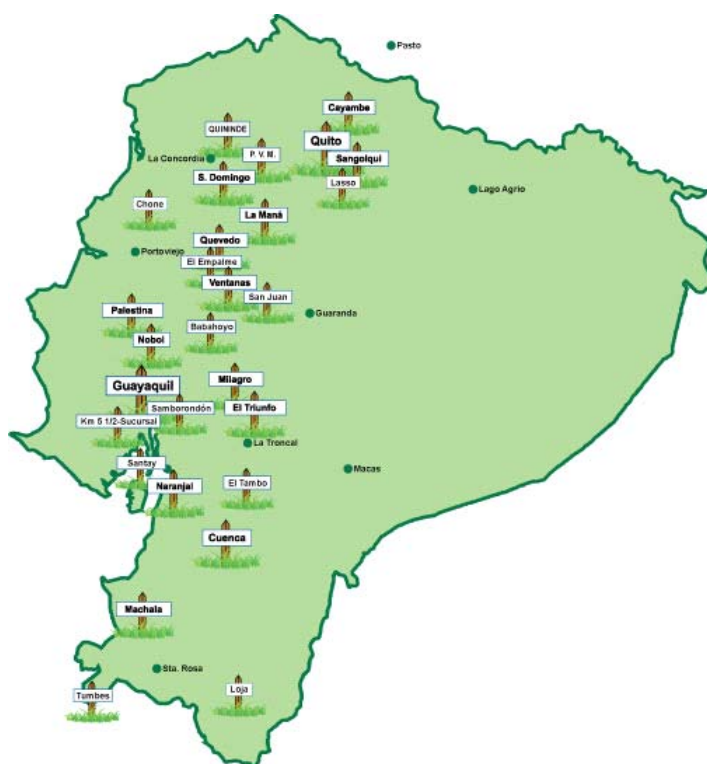 Pasto
Cayambe
QUININDE
Quito
P. V. M.
La Concordia
Sangolqui
S. Domingo
Lasso
Lago Agrio
Chone
La Maná
Quevedo
Portoviejo
El Empalme
Ventanas
San Juan
Palestina
Guaranda
Babahoyo
Nobol
Milagro
Guayaquil
El Triunfo
Samborondón
Km 5 1/2-Sucursal
La Troncal
Santay
Macas
Naranjal
El Tambo
Cuenca
Machala
Sta. Rosa
Loja
Tumbes